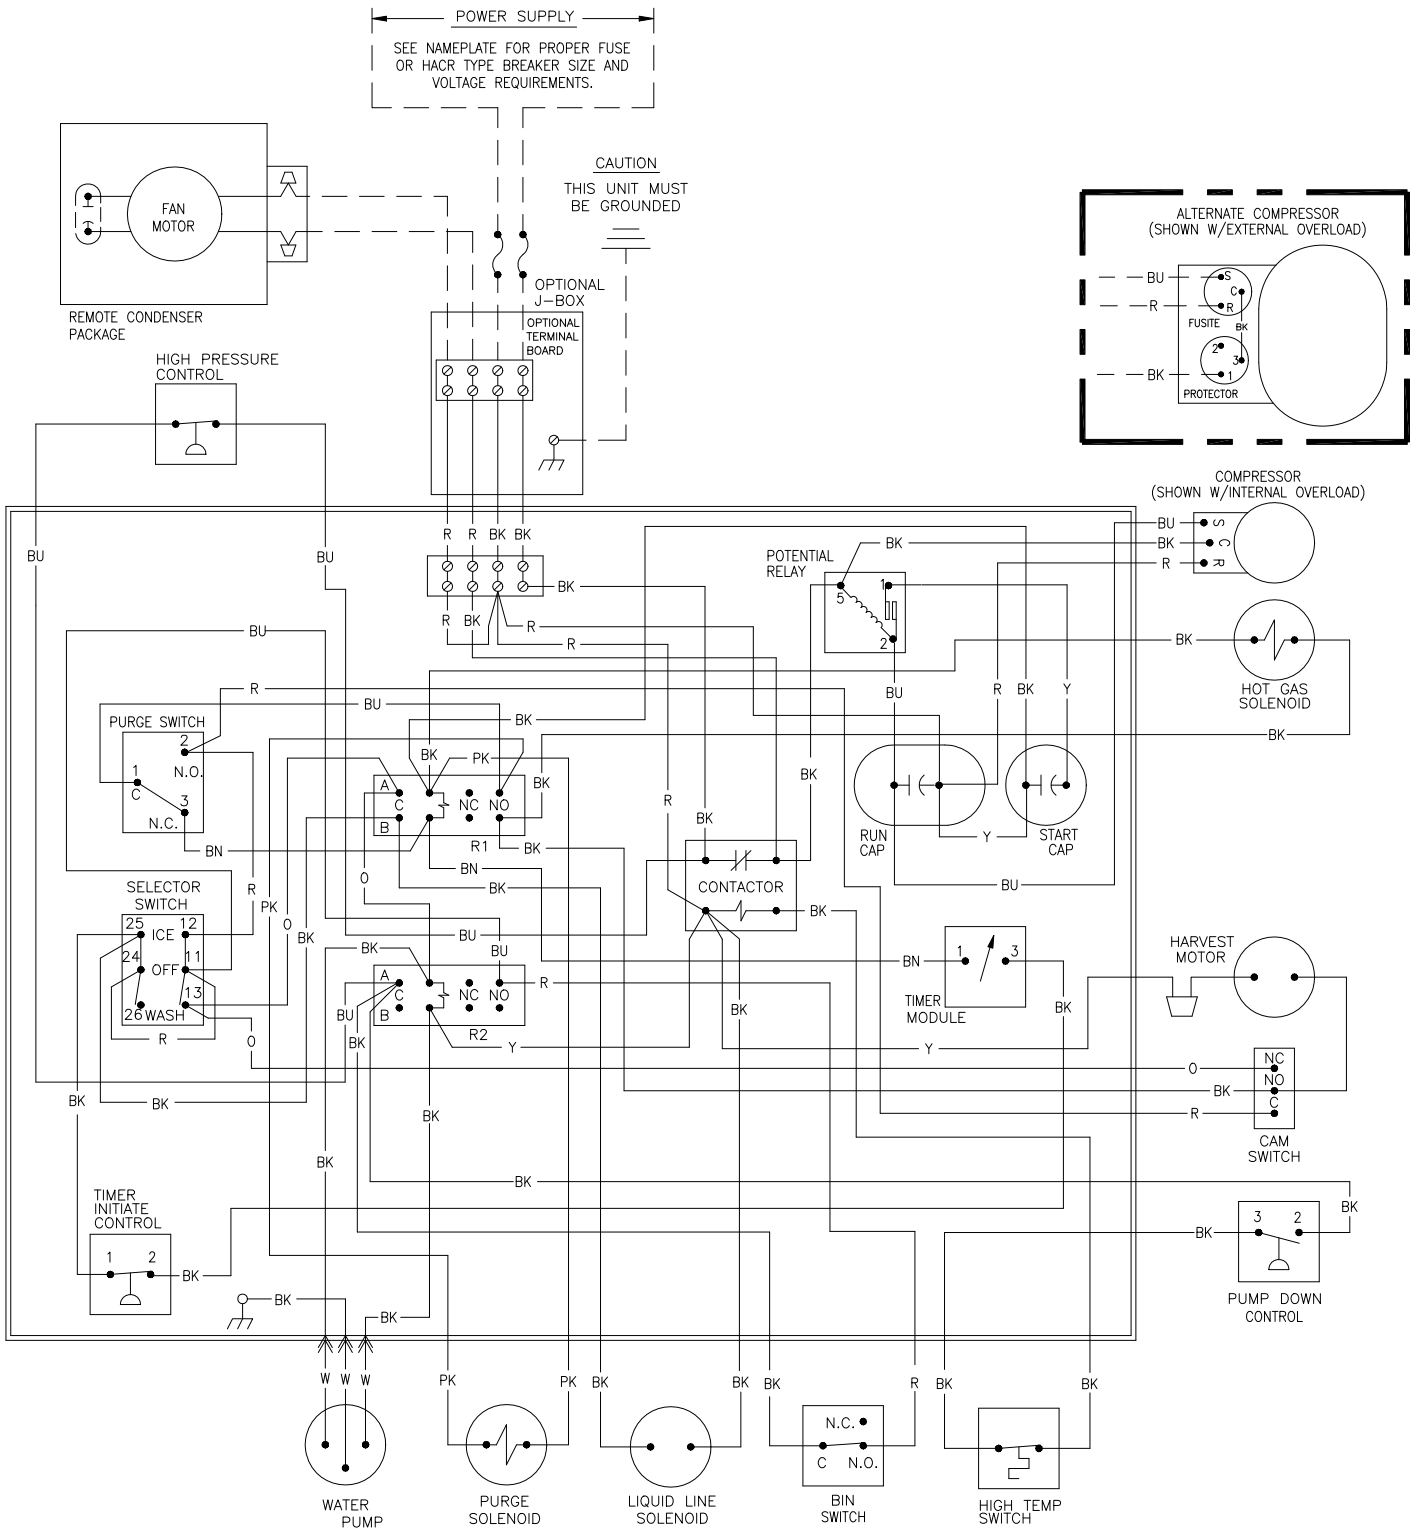 POWER SUPPLY
SEE NAMEPLATE FOR PROPER FUSE
OR HACR TYPE BREAKER SIZE AND
VOLTAGE REQUIREMENTS.
CAUTION
THIS UNIT MUST
BE GROUNDED
FAN
MOTOR
REMOTE CONDENSER
PACKAGE
OPTIONAL
J-BOX
OPTIONAL
TERMINAL
BOARD
ALTERNATE COMPRESSOR
(SHOWN W/EXTERNAL OVERLOAD)
BU
S
C
R
R
FUSITE
BK
2
3
BK
1
PROTECTOR
HIGH PRESSURE
CONTROL
COMPRESSOR
(SHOWN W/INTERNAL OVERLOAD)
BU S
BK C
R R
R R BK BK
BU
BU
BK
BK
POTENTIAL
RELAY
5
1
2
R BK
R
R
BU
BK
HOT GAS
SOLENOID
BK
R
BU
BU
R BK Y
PURGE SWITCH
2
N.O.
1
C
3
N.C.
BN
BK
BK
PK
BK
A
C
NC NO
B
R1
BK
BN
BK
R
BK
BK
RUN
CAP
START
CAP
Y
BU
CONTACTOR
BK
SELECTOR
SWITCH
25 12
ICE
24 11
OFF
13
26 WASH
R
R
PK
O
BK
O
O
BU
BK
BU
A
C
NC NO
B
R2
R
BU
BK
Y
BK
BN
1 3
TIMER
MODULE
BK
HARVEST
MOTOR
Y
O
NC
BK
NO
R
C
CAM
SWITCH
BK
BK
BK
BK
BK
TIMER
INITIATE
CONTROL
1 2
BK
BK
BK
BK
BK
3 2
PUMP DOWN
CONTROL
W W W
PK
PK
BK
BK
BK
R
BK
BK
WATER
PUMP
PURGE
SOLENOID
LIQUID LINE
SOLENOID
N.C.
C N.O.
BIN
SWITCH
HIGH TEMP
SWITCH